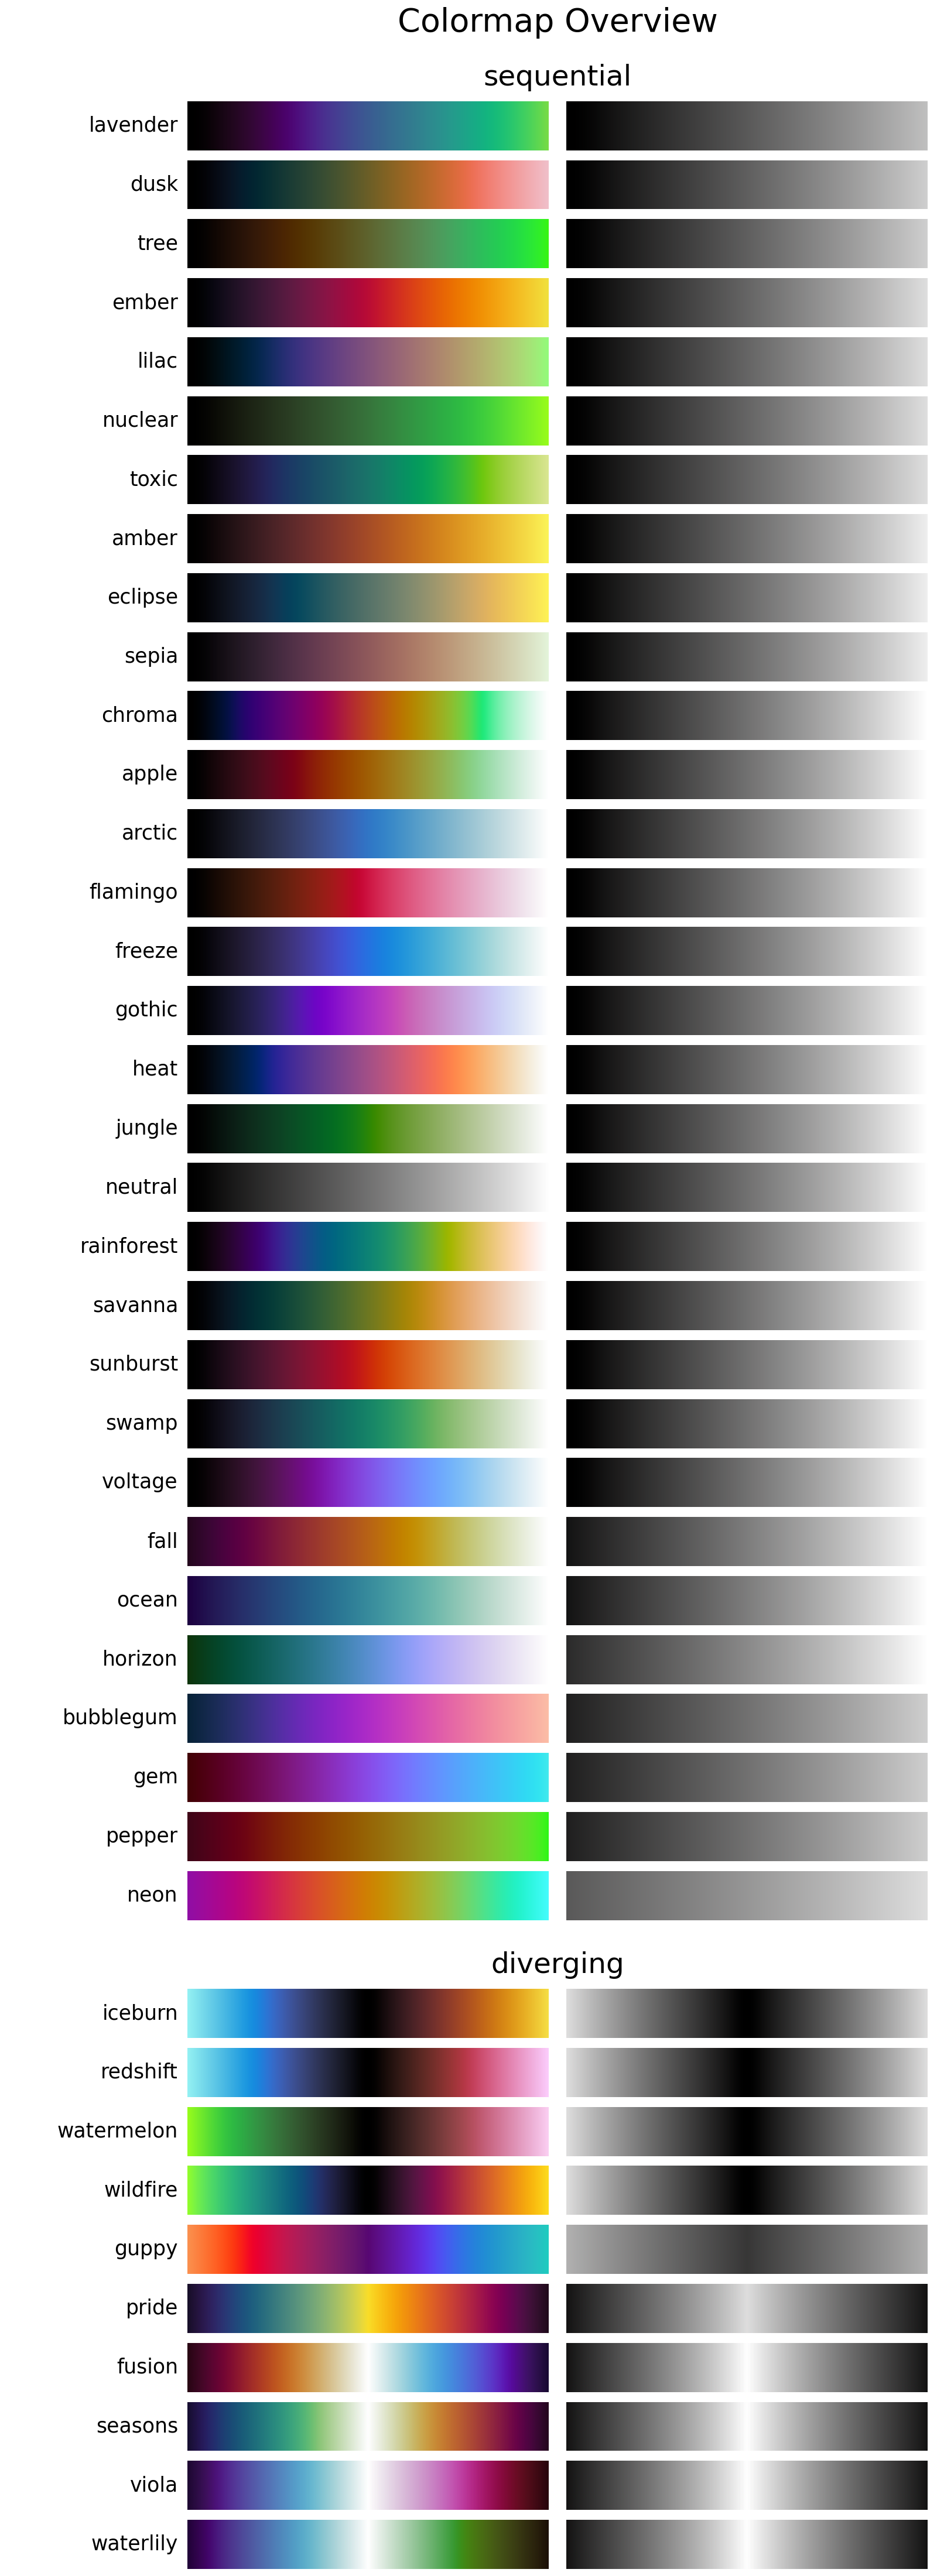 Colormap Overview
sequential
lavender
dusk
tree
ember
lilac
nuclear
toxic
amber
eclipse
sepia
chroma
apple
arctic
flamingo
freeze
gothic
heat
jungle
neutral
rainforest
savanna
sunburst
swamp
voltage
fall
ocean
horizon
bubblegum
gem
pepper
neon
diverging
iceburn
redshift
watermelon
wildfire
guppy
pride
fusion
seasons
viola
waterlily